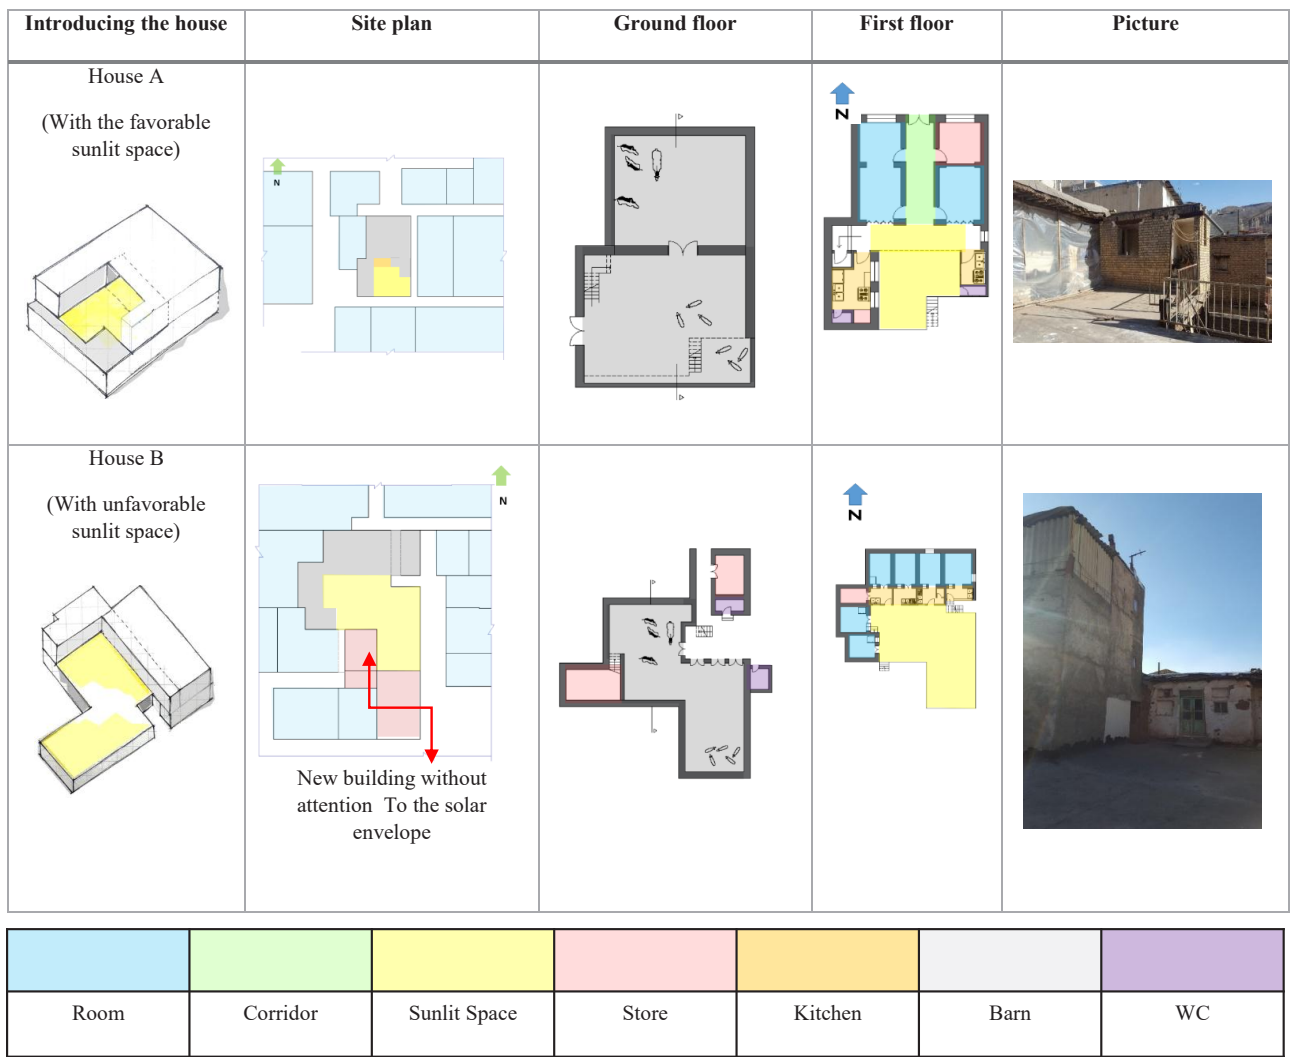 Introducing the house
Site plan
Ground floor
First floor
Picture
House A
(With the favorable
sunlit space)
N
N
House B
(With unfavorable
sunlit space)
N
New building without
attention To the solar
envelope
N
Room
Corridor
Sunlit Space
Store
Kitchen
Barn
WC